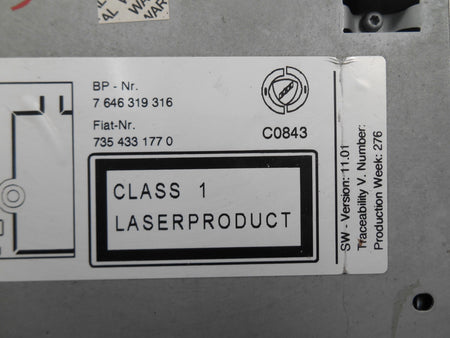 WAR
BP - Nr.
7 646 319 316
Fiat-Nr.
735 433 177 0
C0843
CLASS 1
LASERPRODUCT
SW - Version: 11.01
Traceability V. Number:
Production Week: 276